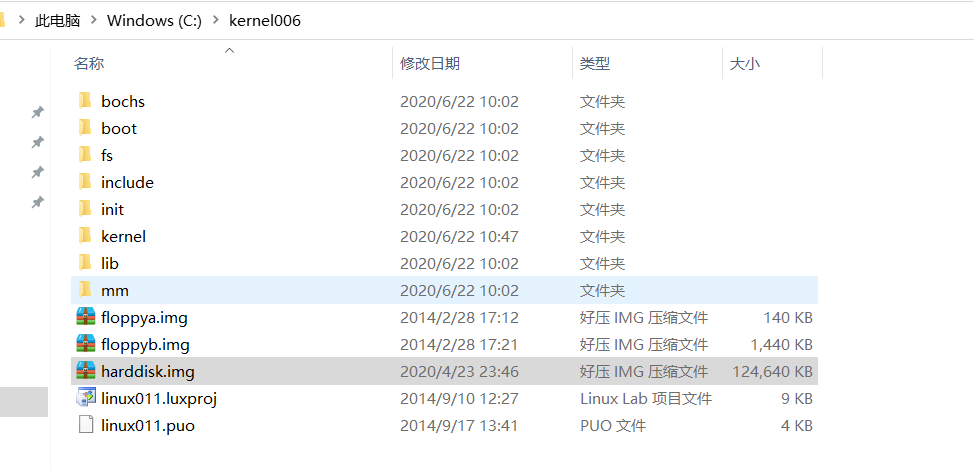 此电脑 > Windows (C:) > kernel006
名称 修改日期 类型 大小
bochs 2020/6/22 10:02 文件夹
boot 2020/6/22 10:02 文件夹
fs 2020/6/22 10:02 文件夹
include 2020/6/22 10:02 文件夹
init 2020/6/22 10:02 文件夹
kernel 2020/6/22 10:47 文件夹
lib 2020/6/22 10:02 文件夹
mm 2020/6/22 10:02 文件夹
floppya.img 2014/2/28 17:12 好压 IMG 压缩文件 140 KB
floppyb.img 2014/2/28 17:21 好压 IMG 压缩文件 1,440 KB
harddisk.img 2020/4/23 23:46 好压 IMG 压缩文件 124,640 KB
linux011.luxproj 2014/9/10 12:27 Linux Lab 项目文件 9 KB
linux011.puo 2014/9/17 13:41 PUO 文件 4 KB